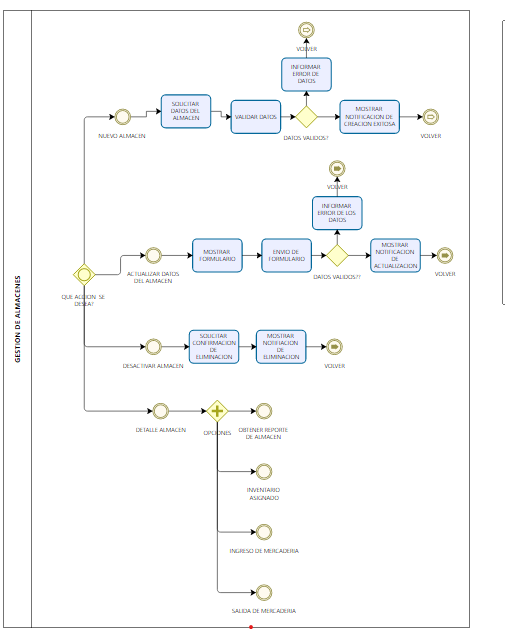 GESTION DE ALMACENES
VOLVER
INFORMAR
ERROR DE
DATOS
SOLICITAR
DATOS DEL
ALMACEN
VALIDAR DATOS
MOSTRAR
NOTIFICACION DE
CREACION EXITOSA
NUEVO ALMACEN
DATOS VALIDOS?
VOLVER
VOLVER
INFORMAR
ERROR DE LOS
DATOS
MOSTRAR
FORMULARIO
ENVIO DE
FORMULARIO
MOSTRAR
NOTIFICACION
DE
ACTUALIZACION
ACTUALIZAR DATOS
DEL ALMACEN
DATOS VALIDOS??
VOLVER
QUE ACCION SE
DESEA?
SOLICITAR
CONFIRMACION
DE
ELIMINACION
MOSTRAR
NOTIFIACION
DE
ELIMINACION
DESACTIVAR ALMACEN
VOLVER
DETALLE ALMACEN
OPCIONES
OBTENER REPORTE
DE ALMACEN
INVENTARIO
ASIGNADO
INGRESO DE MERCADERIA
SALIDA DE MERCADERIA